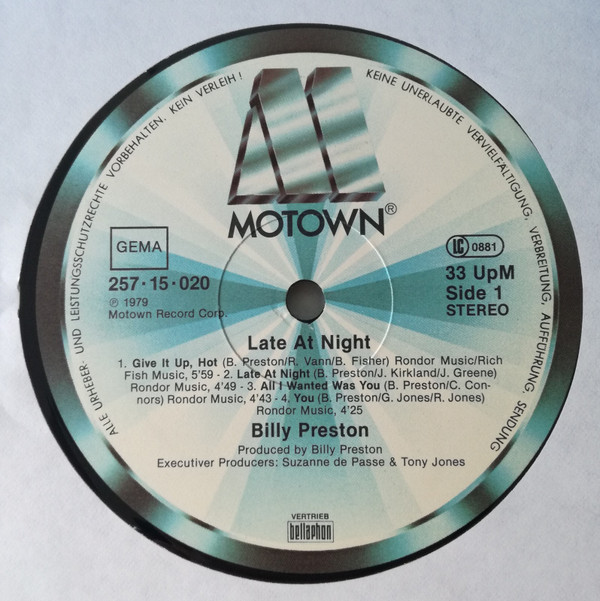 ALLE URHEBER- UND LEISTUNGSSCHUTZRECHTE VORBEHALTEN. KEIN VERLEIH! KEINE UNERLAUBTE VERVIELFÄLTIGUNG, VERBREITUNG, AUFFÜHRUNG, SENDUNG
MOTOWN®
GEMA
LC 0881
257·15·020
33 UpM
℗ 1979
Side 1
Motown Record Corp.
STEREO
Late At Night
1. Give It Up, Hot (B. Preston/R. Vann/B. Fisher) Rondor Music/Rich
Fish Music, 5'59 - 2. Late At Night (B. Preston/J. Kirkland/J. Greene)
Rondor Music, 4'49 - 3. All I Wanted Was You (B. Preston/C. Con-
nors) Rondor Music, 4'43 - 4. You (B. Preston/G. Jones/R. Jones)
Rondor Music, 4'25
Billy Preston
Produced by Billy Preston
Executiver Producers: Suzanne de Passe & Tony Jones
VERTRIEB
bellaphon